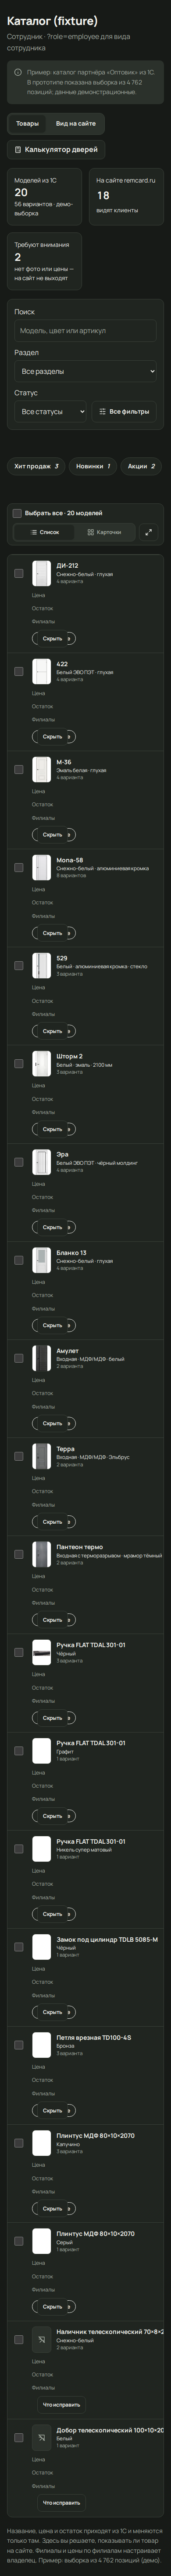 Каталог (fixture)
Сотрудник · ?role=employee для вида
сотрудника
Пример: каталог партнёра «Оптовик» из 1С.
В прототипе показана выборка из 4 762
позиций; данные демонстрационные.
Товары
Вид на сайте
Калькулятор дверей
Моделей из 1С
20
56 вариантов · демо-
выборка
На сайте remcard.ru
18
видят клиенты
Требуют внимания
2
нет фото или цены —
на сайт не выходят
Поиск
Модель, цвет или артикул
Раздел
Все разделы
Статус
Все статусы
Все фильтры
Хит продаж 3
Новинки 1
Акции 2
Выбрать все · 20 моделей
Список
Карточки
ДИ-212
Снежно-белый · глухая
4 варианта
Цена
Остаток
Филиалы
Скрыть
422
Белый ЭВО ПЭТ · глухая
4 варианта
Цена
Остаток
Филиалы
Скрыть
М-36
Эмаль белая · глухая
4 варианта
Цена
Остаток
Филиалы
Скрыть
Мопа-58
Снежно-белый · алюминиевая кромка
8 вариантов
Цена
Остаток
Филиалы
Скрыть
529
Белый · алюминиевая кромка · стекло
3 варианта
Цена
Остаток
Филиалы
Скрыть
Шторм 2
Белый · эмаль · 2100 мм
3 варианта
Цена
Остаток
Филиалы
Скрыть
Эра
Белый ЭВО ПЭТ · чёрный молдинг
4 варианта
Цена
Остаток
Филиалы
Скрыть
Бланко 13
Снежно-белый · глухая
4 варианта
Цена
Остаток
Филиалы
Скрыть
Амулет
Входная · МДФ/МДФ · белый
2 варианта
Цена
Остаток
Филиалы
Скрыть
Терра
Входная · МДФ/МДФ · Эльбрус
2 варианта
Цена
Остаток
Филиалы
Скрыть
Пантеон термо
Входная с терморазрывом · мрамор тёмный
2 варианта
Цена
Остаток
Филиалы
Скрыть
Ручка FLAT TDAL 301-01
Чёрный
3 варианта
Цена
Остаток
Филиалы
Скрыть
Ручка FLAT TDAL 301-01
Графит
1 вариант
Цена
Остаток
Филиалы
Скрыть
Ручка FLAT TDAL 301-01
Никель супер матовый
1 вариант
Цена
Остаток
Филиалы
Скрыть
Замок под цилиндр TDLB 5085-M
Чёрный
1 вариант
Цена
Остаток
Филиалы
Скрыть
Петля врезная TD100-4S
Бронза
3 варианта
Цена
Остаток
Филиалы
Скрыть
Плинтус МДФ 80×10×2070
Капучино
3 варианта
Цена
Остаток
Филиалы
Скрыть
Плинтус МДФ 80×10×2070
Серый
1 вариант
Цена
Остаток
Филиалы
Скрыть
Наличник телескопический 70×8×2
Снежно-белый
2 варианта
Цена
Остаток
Филиалы
Что исправить
Добор телескопический 100×10×20
Белый
1 вариант
Цена
Остаток
Филиалы
Что исправить
Название, цена и остаток приходят из 1С и меняются
только там. Здесь вы решаете, показывать ли товар
на сайте. Филиалы и цены по филиалам настраивает
владелец. Пример: выборка из 4 762 позиций (демо).